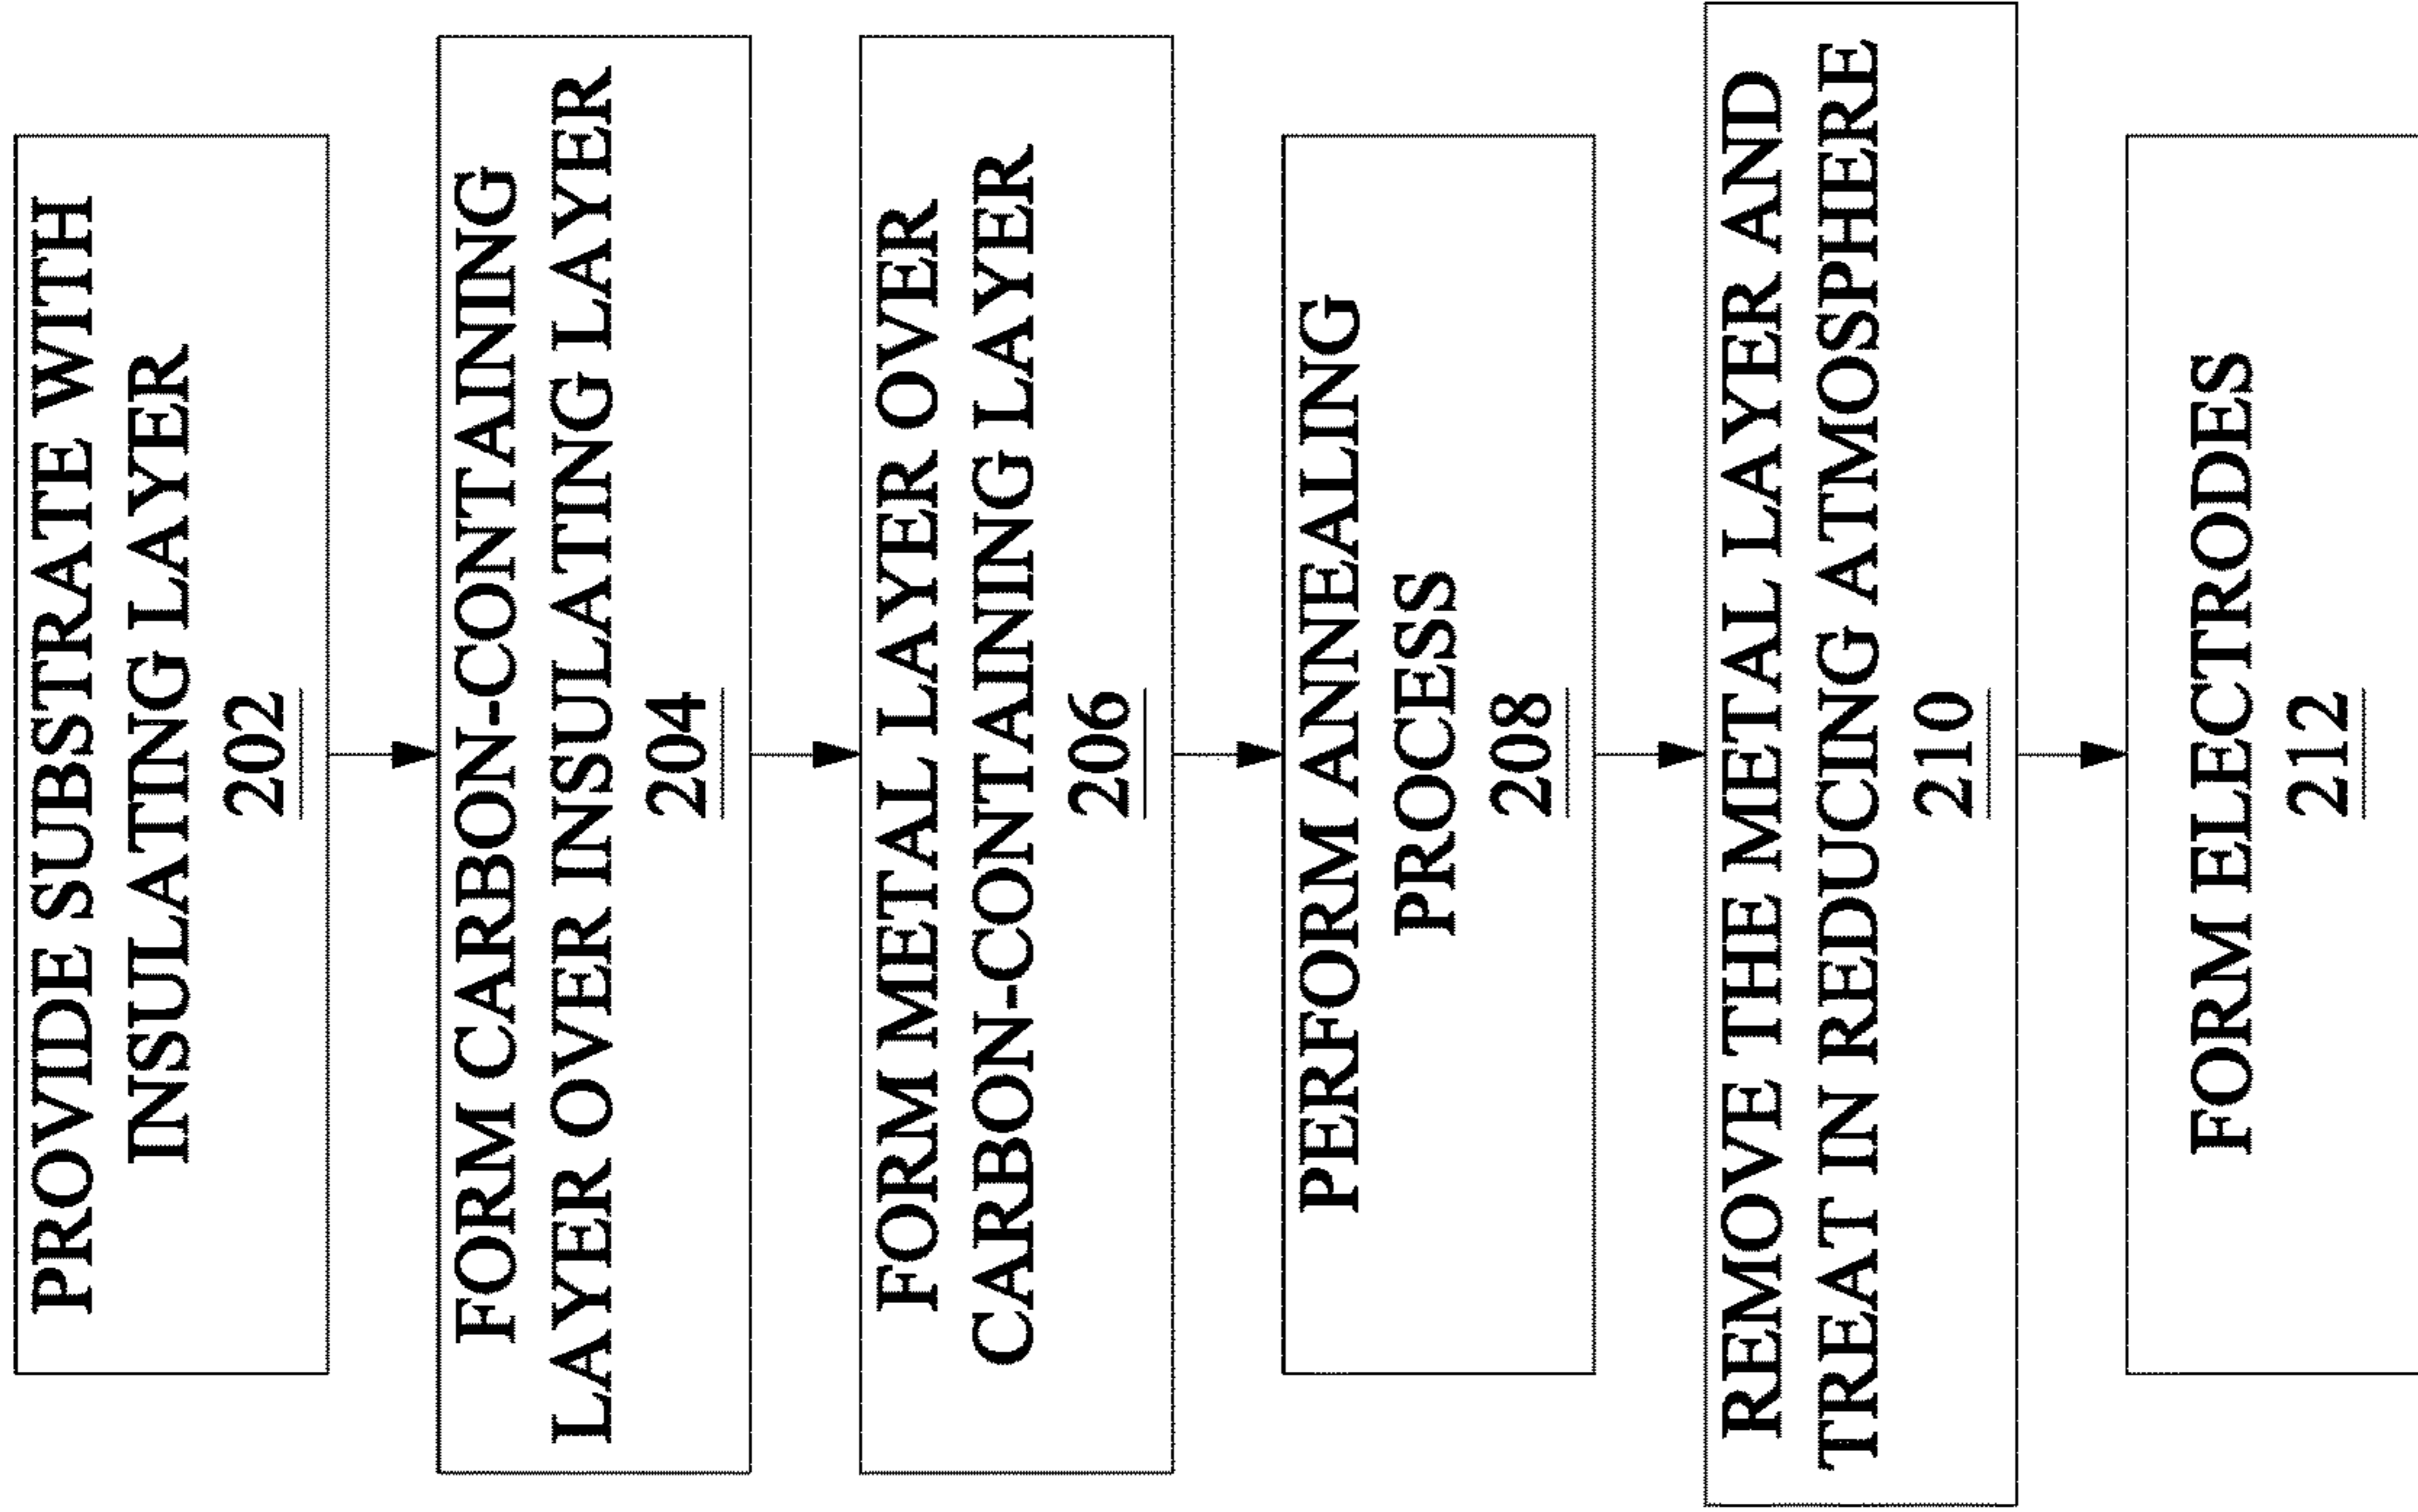 PROVIDE SUBSTRATE WITH
INSULATING LAYER
202
FORM CARBON-CONTAINING
LAYER OVER INSULATING LAYER
204
FORM METAL LAYER OVER
CARBON-CONTAINING LAYER
206
PERFORM ANNEALING
PROCESS
208
REMOVE THE METAL LAYER AND
TREAT IN REDUCING ATMOSPHERE
210
FORM ELECTRODES
212